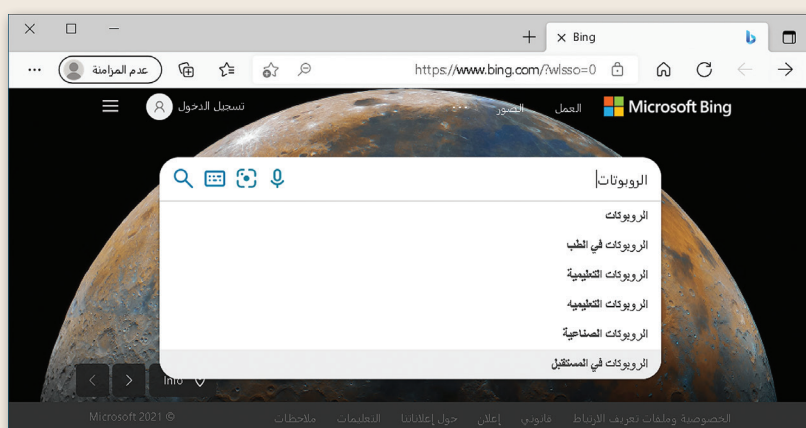 Bing
https://www.bing.com/?wlsso=0
عدم المزامنة
Microsoft Bing
العمل
الصور
تسجيل الدخول
الروبوتات
الروبوتات
الروبوتات في الطب
الروبوتات التعليمية
الروبوتات التعليميه
الروبوتات الصناعية
الروبوتات في المستقبل
Info
الخصوصية وملفات تعريف الارتباط
قانوني
إعلان
حول إعلاناتنا
التعليمات
ملاحظات
Microsoft 2021 ©